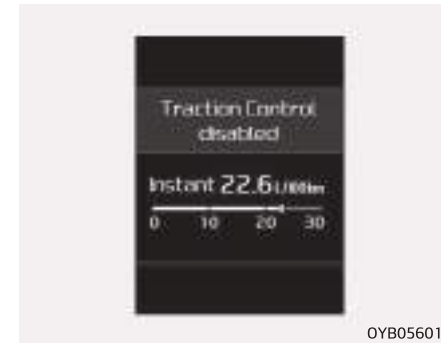 Traction Control
disabled
Instant 22.6 L/100km
0 10 20 30
OYB05601